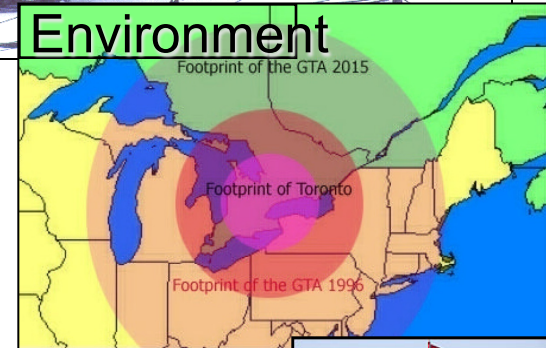 Environment
Footprint of the GTA 2015
Footprint of Toronto
Footprint of the GTA 1996